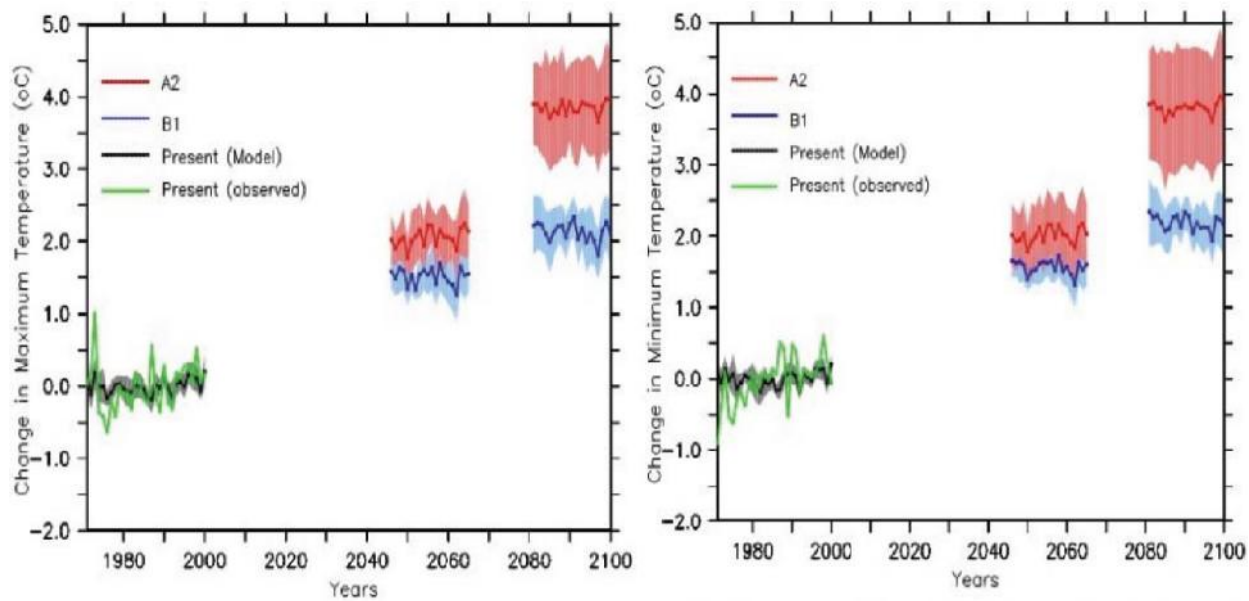 Change in Maximum Temperature (oC)
5.0
4.0
3.0
2.0
1.0
0.0
−1.0
−2.0
A2
B1
Present (Model)
Present (observed)
1980 2000 2020 2040 2060 2080 2100
Years
Change in Minimum Temperature (oC)
5.0
4.0
3.0
2.0
1.0
0.0
−1.0
−2.0
A2
B1
Present (Model)
Present (observed)
1980 2000 2020 2040 2060 2080 2100
Years